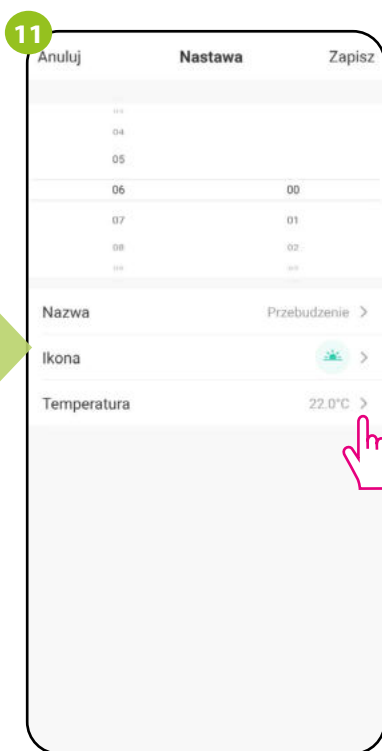 11
Anuluj Nastawa Zapisz
04
05
06 00
07 01
08 02
Nazwa Przebudzenie
Ikona
Temperatura 22.0°C